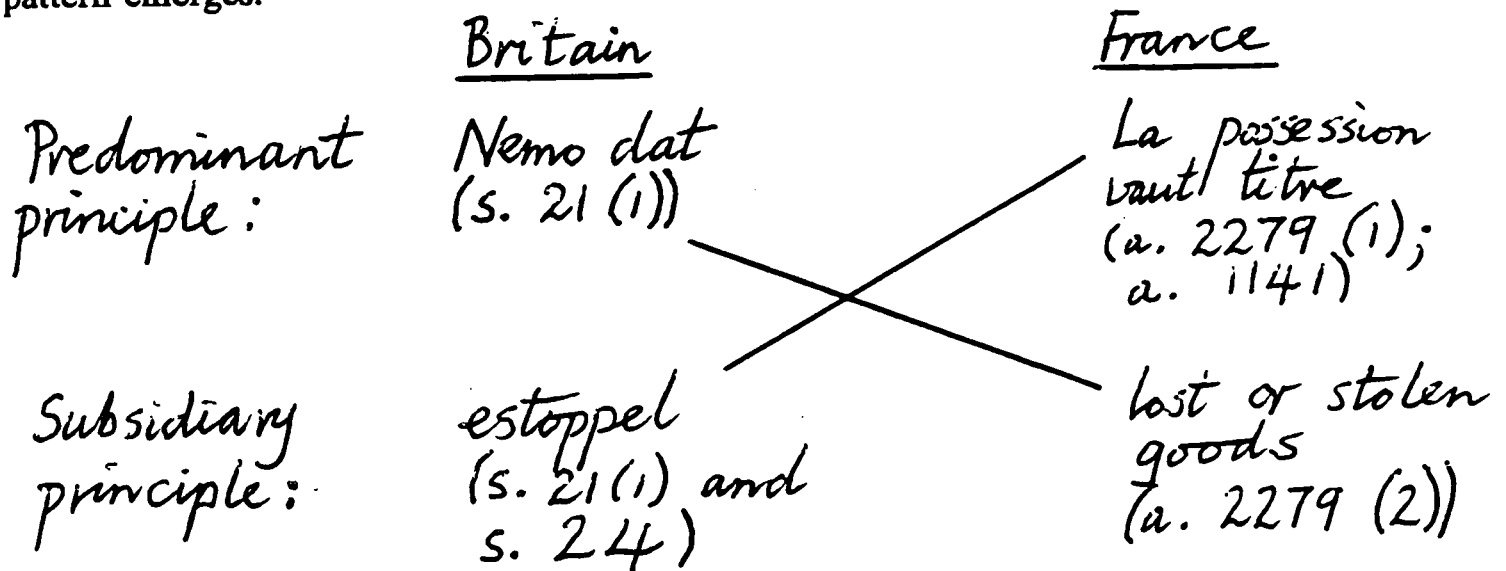 pattern emerges.
Britain France
Predominant Nemo dat La possession
principle: (s. 21 (1)) vaut titre
(a. 2279 (1);
a. 1141)
Subsidiary estoppel lost or stolen
principle: (s. 21(1) and goods
s. 24) (a. 2279 (2))